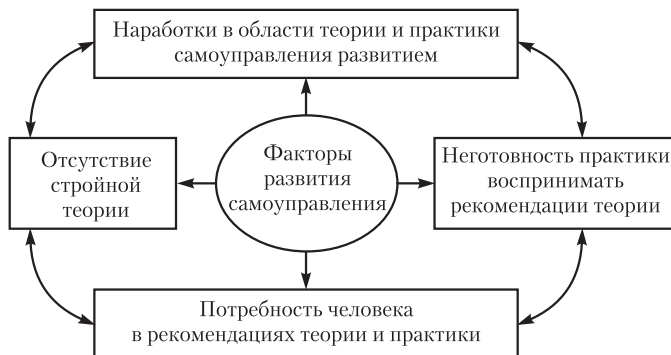 Наработки в области теории и практики
самоуправления развитием
Отсутствие
стройной
теории
Факторы
развития
самоуправления
Неготовность практики
воспринимать
рекомендации теории
Потребность человека
в рекомендациях теории и практики